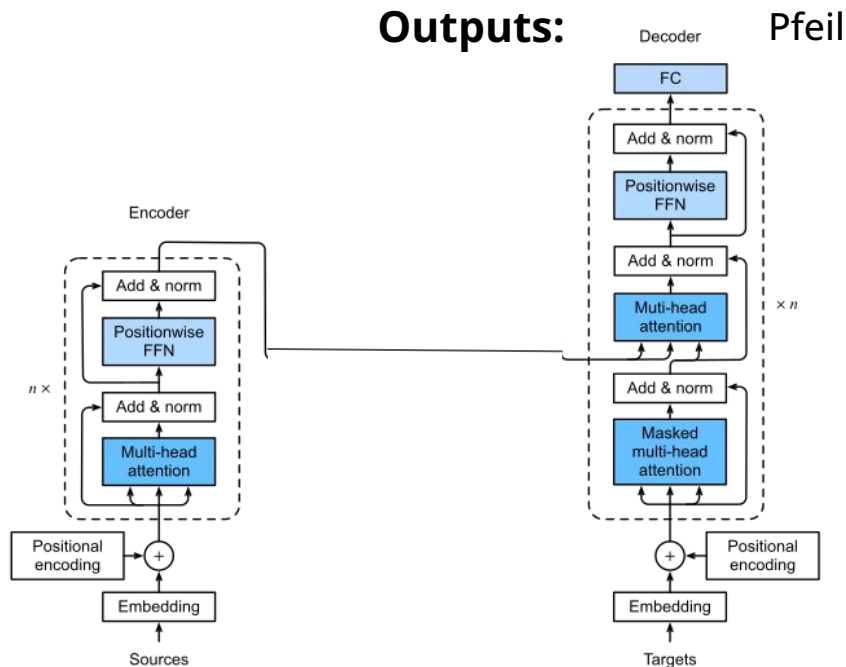 Outputs:
Pfeil
Encoder
Add & norm
Positionwise
FFN
n ×
Add & norm
Multi-head
attention
Positional
encoding
+
Embedding
Sources
Decoder
FC
Add & norm
Positionwise
FFN
Add & norm
Muti-head
attention
× n
Add & norm
Masked
multi-head
attention
+
Positional
encoding
Embedding
Targets